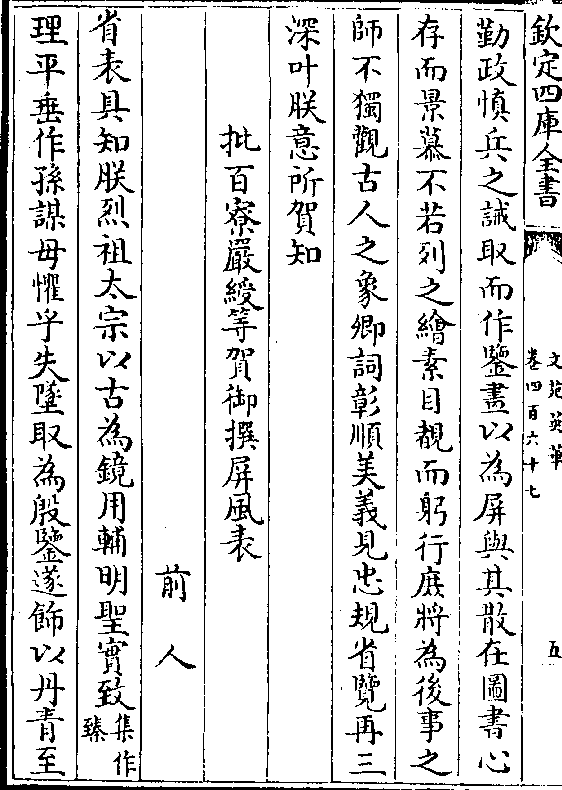 欽定四庫全書
文苑英華
卷四百六十七
五
勤政慎兵之誡取而作鑒畫以為屏與其散在圖書心
存而景慕不若列之繪素目覩而躬行庶將為後事之
師不獨觀古人之象卿詞彰順美義見忠規省覽再三
深叶朕意所賀知
批百寮嚴綬等賀御撰屏風表
前人
省表具知朕烈祖太宗以古為鏡用輔明聖實致集作臻
理平垂作孫謀毋懼乎失墜取為殷鑒遂飾以丹青至